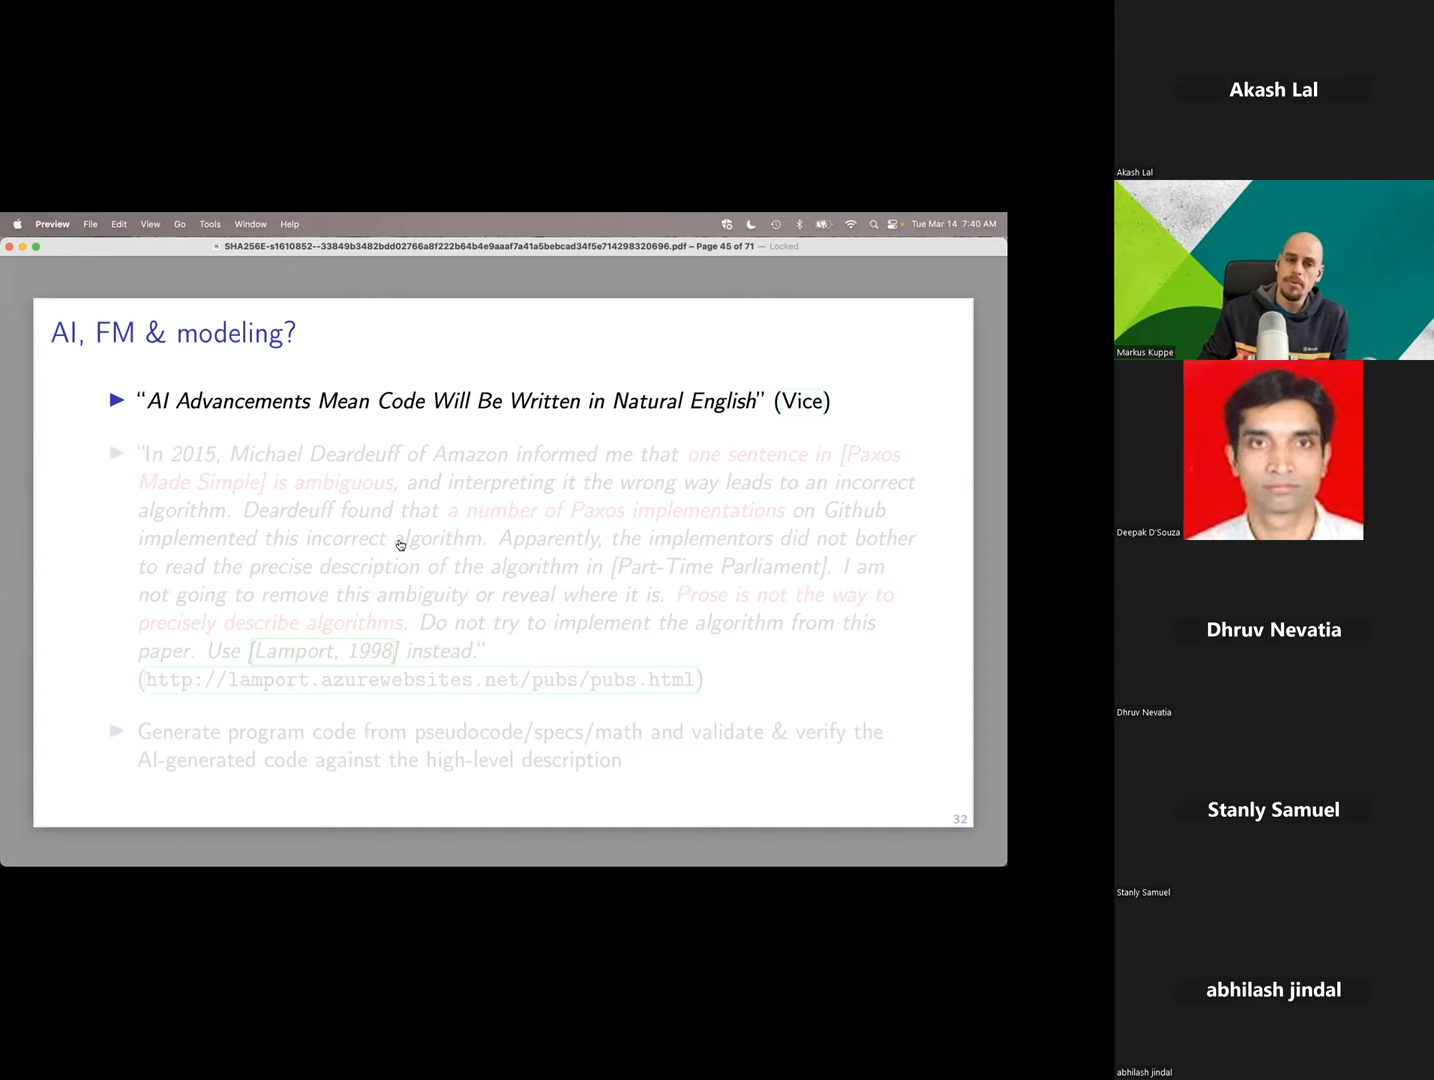 Preview File Edit View Go Tools Window Help Tue Mar 14 7:40 AM
SHA256E-s1610852--33849b3482bdd02766a8f222b64b4e9aaaf7a41a5bebcad34f5e714298320696.pdf – Page 45 of 71 — Locked
AI, FM & modeling?
"AI Advancements Mean Code Will Be Written in Natural English" (Vice)
"In 2015, Michael Deardeuff of Amazon informed me that one sentence in [Paxos
Made Simple] is ambiguous, and interpreting it the wrong way leads to an incorrect
algorithm. Deardeuff found that a number of Paxos implementations on Github
implemented this incorrect algorithm. Apparently, the implementors did not bother
to read the precise description of the algorithm in [Part-Time Parliament]. I am
not going to remove this ambiguity or reveal where it is. Prose is not the way to
precisely describe algorithms. Do not try to implement the algorithm from this
paper. Use [Lamport, 1998] instead."
(http://lamport.azurewebsites.net/pubs/pubs.html)
Generate program code from pseudocode/specs/math and validate & verify the
AI-generated code against the high-level description
32
Akash Lal
Akash Lal
Markus Kuppe
Deepak D'Souza
Dhruv Nevatia
Dhruv Nevatia
Stanly Samuel
Stanly Samuel
abhilash jindal
abhilash jindal